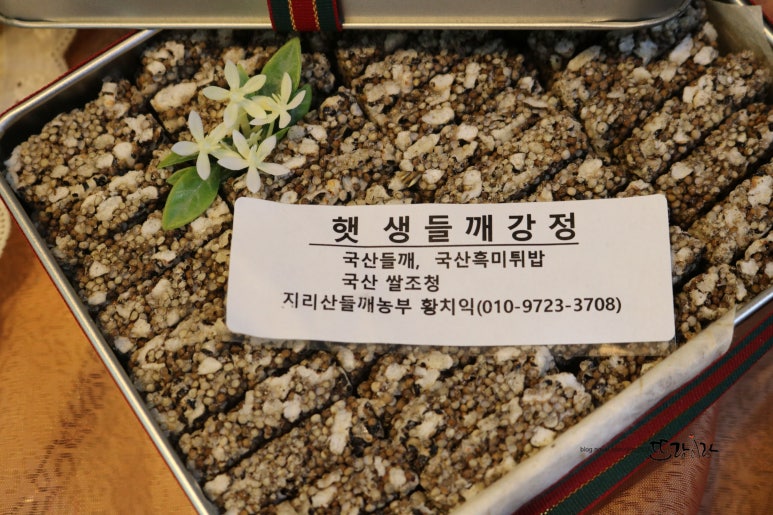 햇 생들깨강정
국산들깨, 국산흑미튀밥
국산 쌀조청
지리산들깨농부 황치익(010-9723-3708)
blog